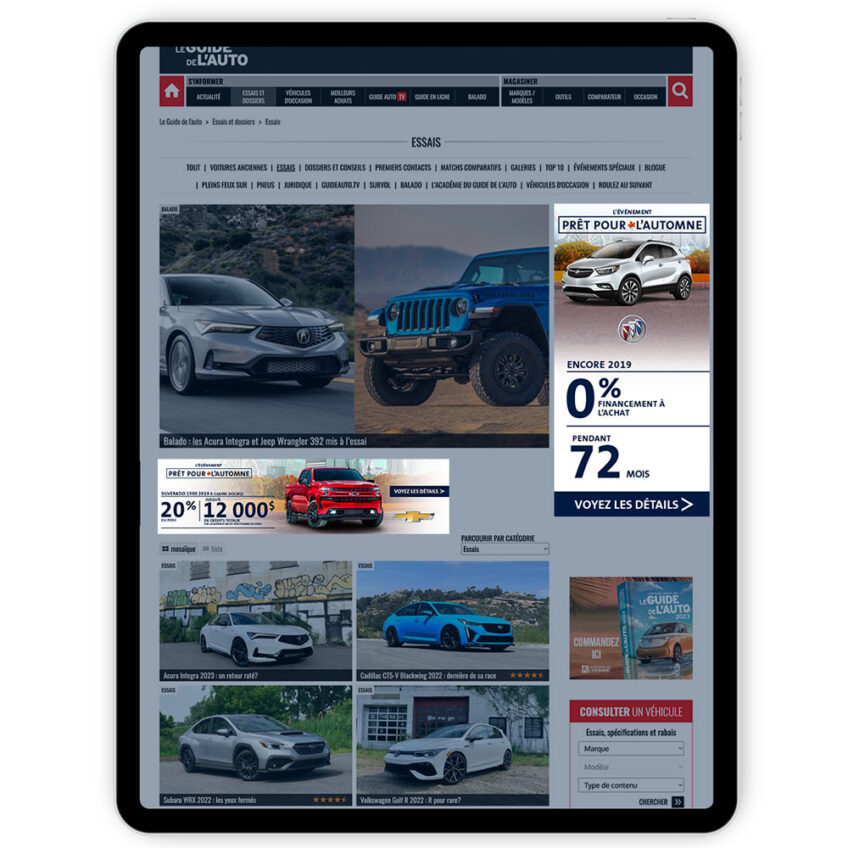 LE GUIDE
DE L'AUTO
S'INFORMER
MAGASINER
ACTUALITÉ
ESSAIS ET
DOSSIERS
VÉHICULES
D'OCCASION
MEILLEURS
ACHATS
GUIDE AUTO TV
GUIDE EN LIGNE
BALADO
MARQUES /
MODÈLES
OUTILS
COMPARATEUR
OCCASION
Le Guide de l'auto > Essais et dossiers > Essais
ESSAIS
TOUT | VOITURES ANCIENNES | ESSAIS | DOSSIERS ET CONSEILS | PREMIERS CONTACTS | MATCHS COMPARATIFS | GALERIES | TOP 10 | ÉVÉNEMENTS SPÉCIAUX | BLOGUE
| PLEINS FEUX SUR | PNEUS | JURIDIQUE | GUIDEAUTO.TV | SURVOL | BALADO | L'ACADÉMIE DU GUIDE DE L'AUTO | VÉHICULES D'OCCASION | ROULEZ AU SUIVANT
BALADO
RUBICON
Balado : les Acura Integra et Jeep Wrangler 392 mis à l'essai
L'ÉVÉNEMENT
PRÊT POUR L'AUTOMNE
ENCORE 2019
0%
FINANCEMENT À
L'ACHAT
PENDANT
72 MOIS
VOYEZ LES DÉTAILS >
L'ÉVÉNEMENT
PRÊT POUR L'AUTOMNE
SILVERADO 1500 2019 À CABINE DOUBLE
20%
DU PDSF
JUSQU'À
12 000$
DE CRÉDITS TOTAUX
VOYEZ LES DÉTAILS >
mosaïque
liste
PARCOURIR PAR CATÉGORIE
Essais
ESSAIS
Acura Integra 2023 : un retour raté?
ESSAIS
Cadillac CT5-V Blackwing 2022 : dernière de sa race
ESSAIS
Subaru WRX 2022 : les yeux fermés
ESSAIS
Volkswagen Golf R 2022 : R pour rare?
COMMANDEZ
ICI
LE GUIDE
DE L'AUTO
2023
L'HOMME
CONSULTER UN VÉHICULE
Essais, spécifications et rabais
Marque
Modèle
Type de contenu
CHERCHER